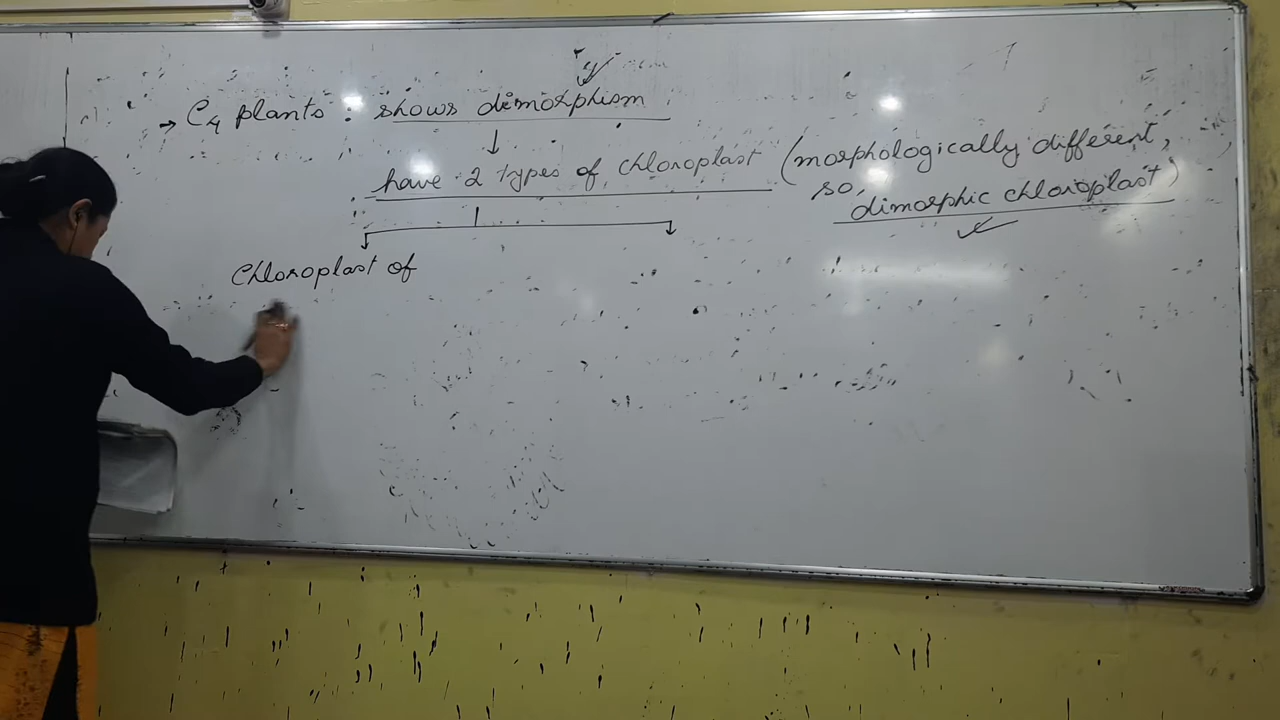 → C4 plants : shows dimorphism
↓
have 2 types of chloroplast (morphologically different,
so, dimorphic chloroplast)
Chloroplast of